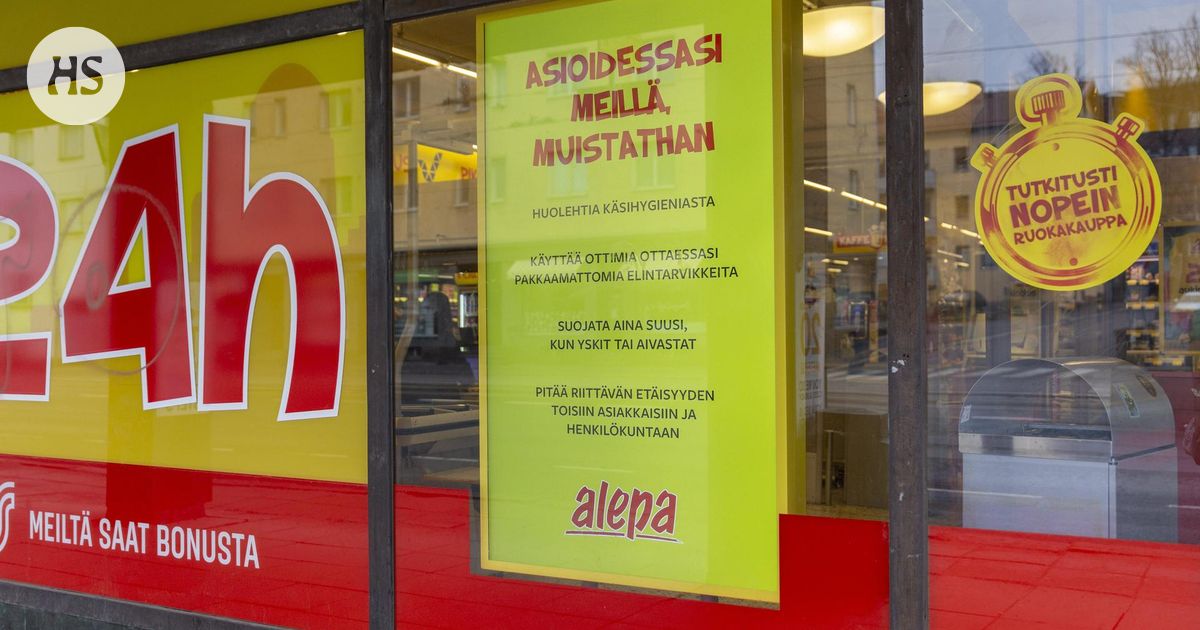 HS
24h
MEILTÄ SAAT BONUSTA
ASIOIDESSASI
MEILLÄ,
MUISTATHAN
HUOLEHTIA KÄSIHYGIENIASTA
KÄYTTÄÄ OTTIMIA OTTAESSASI
PAKKAAMATTOMIA ELINTARVIKKEITA
SUOJATA AINA SUUSI,
KUN YSKIT TAI AIVASTAT
PITÄÄ RIITTÄVÄN ETÄISYYDEN
TOISIIN ASIAKKAISIIN JA
HENKILÖKUNTAAN
alepa
KAFFE
TUTKITUSTI
NOPEIN
RUOKAKAUPPA